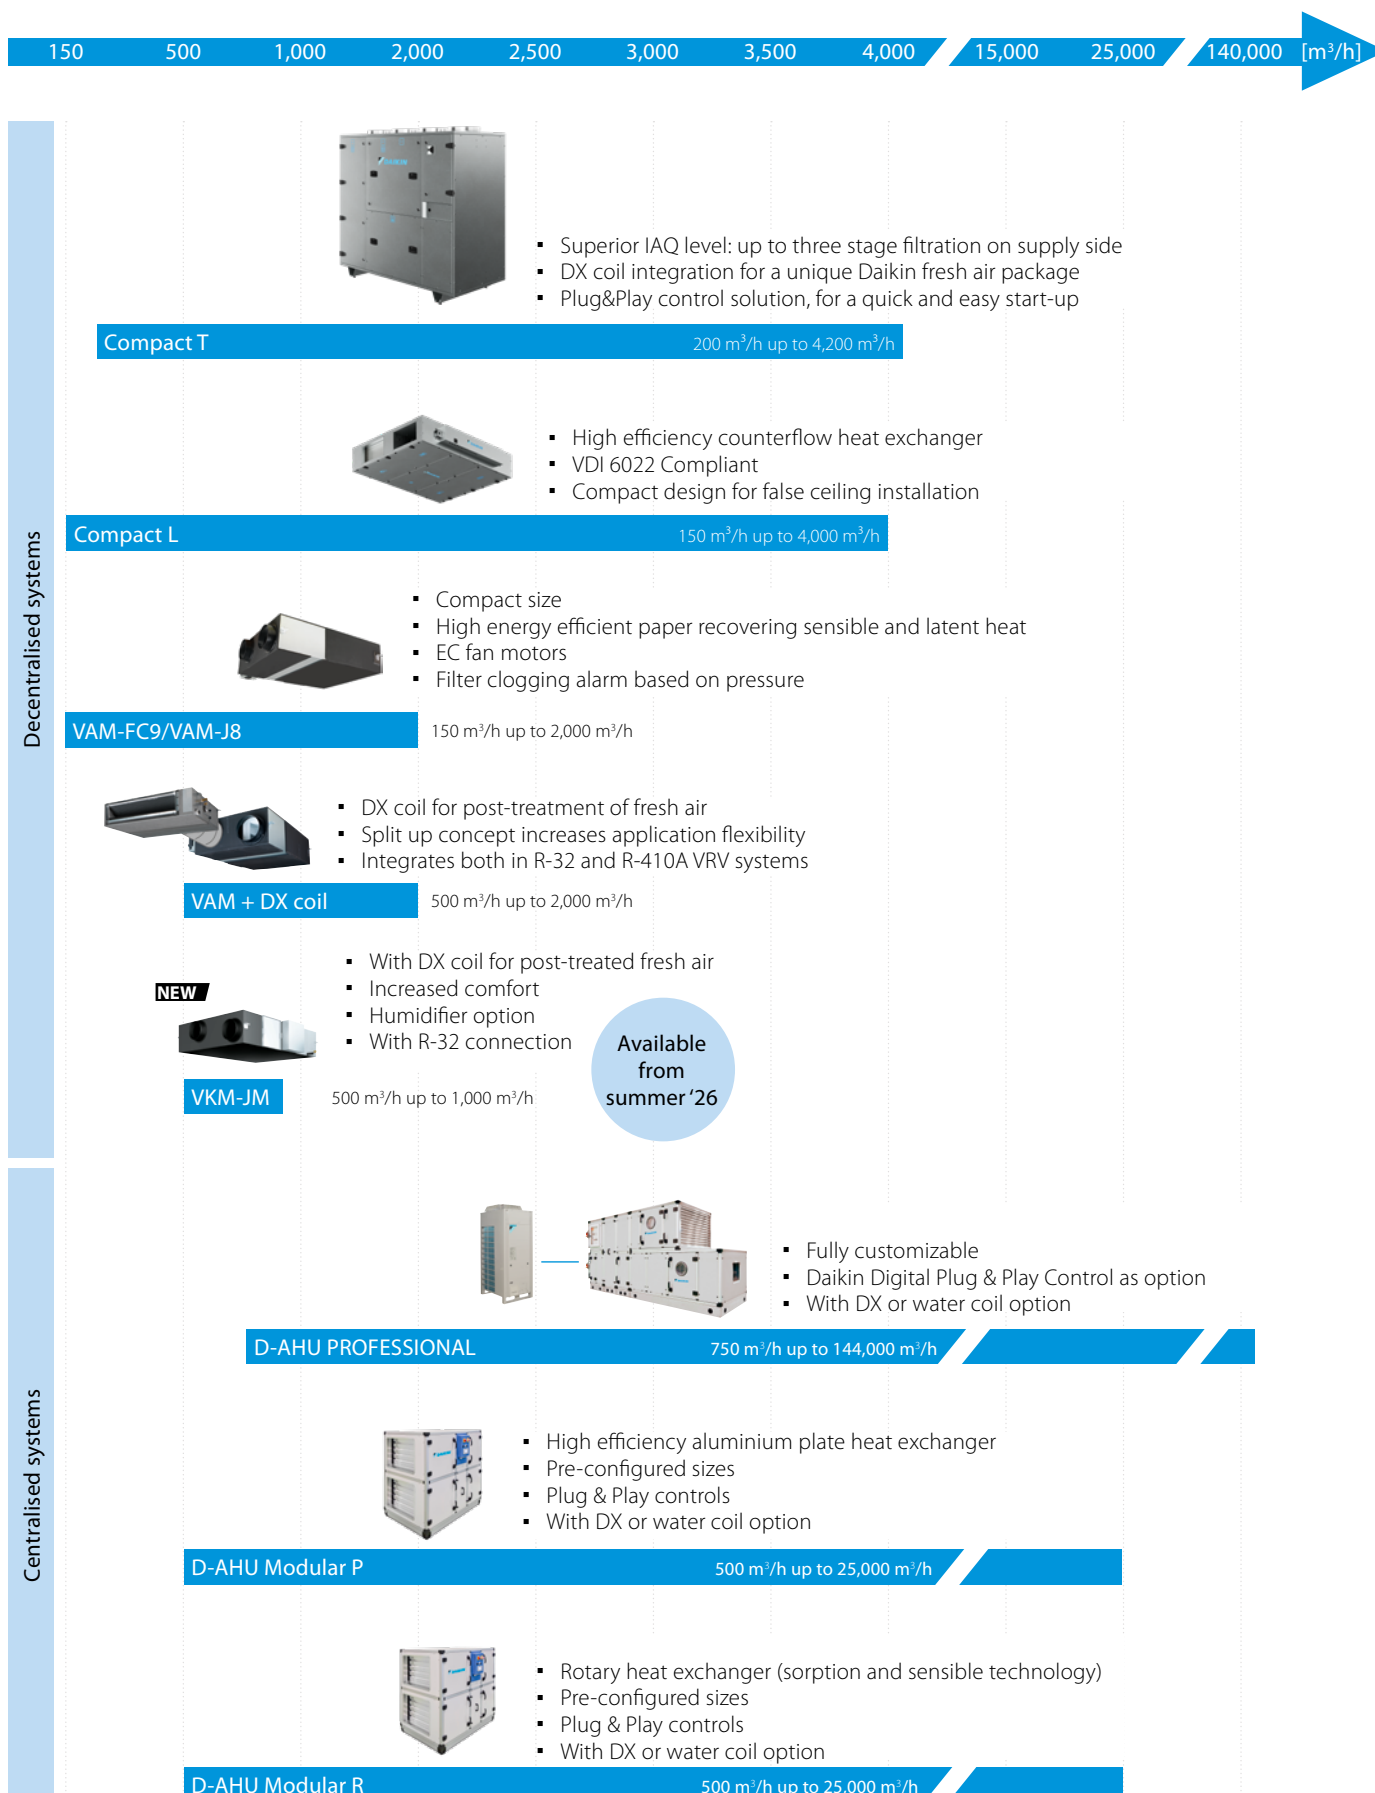 150 500 1,000 2,000 2,500 3,000 3,500 4,000 15,000 25,000 140,000 [m³/h]
Decentralised systems
▪ Superior IAQ level: up to three stage filtration on supply side
▪ DX coil integration for a unique Daikin fresh air package
▪ Plug&Play control solution, for a quick and easy start-up
Compact T 200 m³/h up to 4,200 m³/h
▪ High efficiency counterflow heat exchanger
▪ VDI 6022 Compliant
▪ Compact design for false ceiling installation
Compact L 150 m³/h up to 4,000 m³/h
▪ Compact size
▪ High energy efficient paper recovering sensible and latent heat
▪ EC fan motors
▪ Filter clogging alarm based on pressure
VAM-FC9/VAM-J8 150 m³/h up to 2,000 m³/h
▪ DX coil for post-treatment of fresh air
▪ Split up concept increases application flexibility
▪ Integrates both in R-32 and R-410A VRV systems
VAM + DX coil 500 m³/h up to 2,000 m³/h
▪ With DX coil for post-treated fresh air
▪ Increased comfort
▪ Humidifier option
▪ With R-32 connection
NEW
Available
from
summer ‘26
VKM-JM 500 m³/h up to 1,000 m³/h
Centralised systems
▪ Fully customizable
▪ Daikin Digital Plug & Play Control as option
▪ With DX or water coil option
D-AHU PROFESSIONAL 750 m³/h up to 144,000 m³/h
▪ High efficiency aluminium plate heat exchanger
▪ Pre-configured sizes
▪ Plug & Play controls
▪ With DX or water coil option
D-AHU Modular P 500 m³/h up to 25,000 m³/h
▪ Rotary heat exchanger (sorption and sensible technology)
▪ Pre-configured sizes
▪ Plug & Play controls
▪ With DX or water coil option
D-AHU Modular R 500 m³/h up to 25,000 m³/h